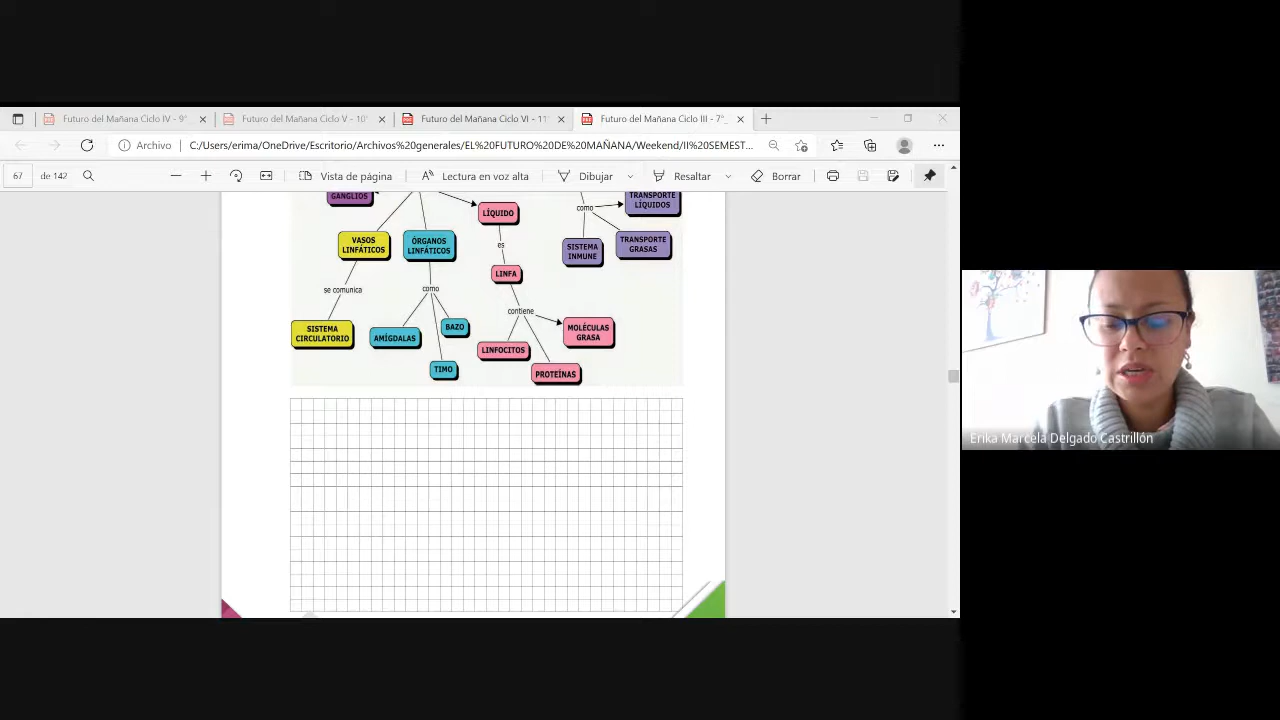 Futuro del Mañana Ciclo IV - 9°
Futuro del Mañana Ciclo V - 10°
Futuro del Mañana Ciclo VI - 11
Futuro del Mañana Ciclo III - 7°_
Archivo
C:/Users/erima/OneDrive/Escritorio/Archivos%20generales/EL%20FUTURO%20DE%20MAÑANA/Weekend/II%20SEMEST...
67
de 142
Vista de página
Lectura en voz alta
Dibujar
Resaltar
Borrar
GANGLIOS
LÍQUIDO
como
TRANSPORTE
LÍQUIDOS
VASOS
LINFÁTICOS
ÓRGANOS
LINFÁTICOS
es
SISTEMA
INMUNE
TRANSPORTE
GRASAS
LINFA
se comunica
como
contiene
SISTEMA
CIRCULATORIO
AMÍGDALAS
BAZO
MOLÉCULAS
GRASA
LINFOCITOS
TIMO
PROTEÍNAS
Erika Marcela Delgado Castrillón